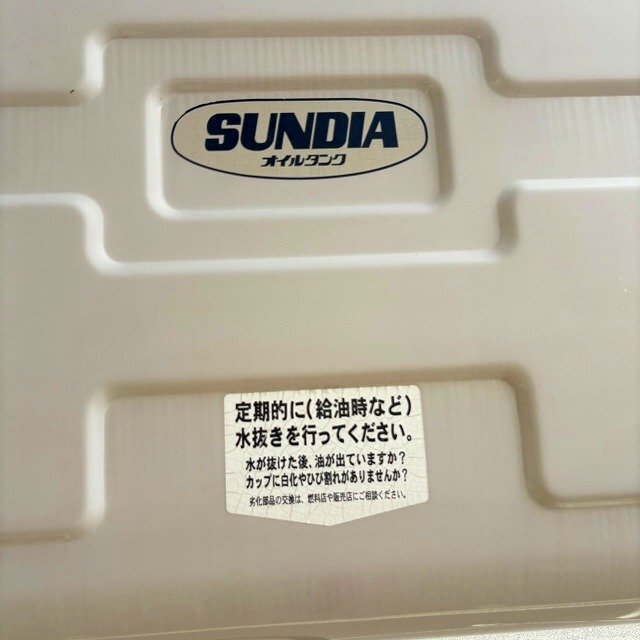 SUNDIA
オイルタンク
定期的に(給油時など)
水抜きを行ってください。
水が抜けた後、油が出ていますか?
カップに白化やひび割れがありませんか?
劣化部品の交換は、燃料店や販売店にご相談ください。